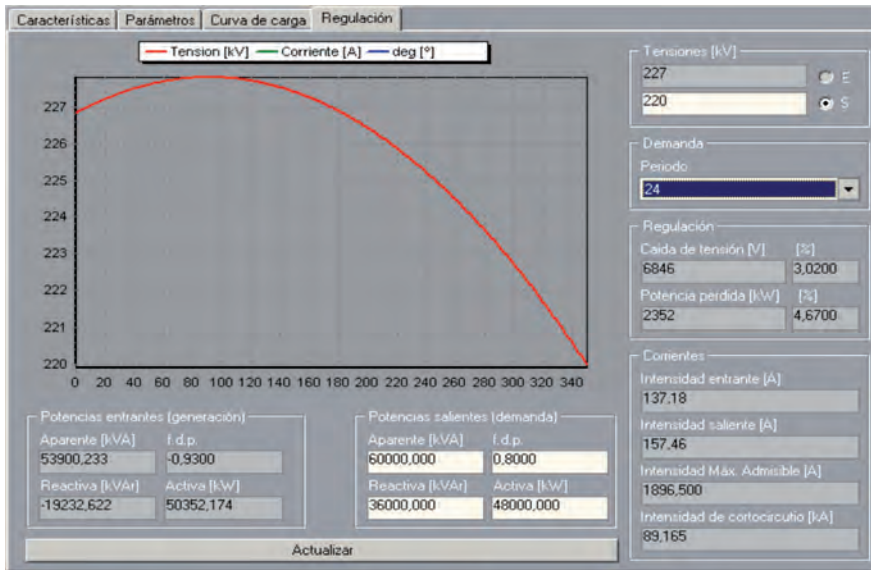 Características Parámetros Curva de carga Regulación
Tension [kV] Corriente [A] deg [º]
227
226
225
224
223
222
221
220
0 20 40 60 80 100 120 140 160 180 200 220 240 260 280 300 320 340
Tensiones [kV]
227 E
220 S
Demanda
Periodo
24
Regulación
Caida de tensión [V] [%]
6846 3,0200
Potencia perdida [kW] [%]
2352 4,6700
Corrientes
Intensidad entrante [A]
137,18
Intensidad saliente [A]
157,46
Intensidad Máx. Admisible [A]
1896,500
Intensidad de cortocircutio [kA]
89,165
Potencias entrantes (generación)
Aparente [kVA] f.d.p.
53900,233 -0,9300
Reactiva [kVAr] Activa [kW]
-19232,622 50352,174
Potencias salientes (demanda)
Aparente [kVA] f.d.p.
60000,000 0,8000
Reactiva [kVAr] Activa [kW]
36000,000 48000,000
Actualizar